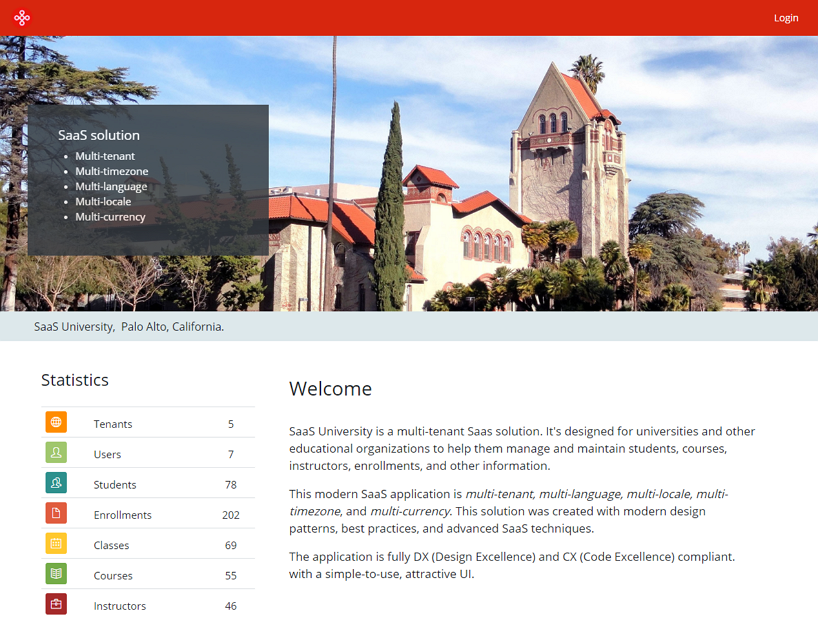 Login
SaaS solution
Multi-tenant
Multi-timezone
Multi-language
Multi-locale
Multi-currency
SaaS University, Palo Alto, California.
Statistics
Tenants 5
Users 7
Students 78
Enrollments 202
Classes 69
Courses 55
Instructors 46
Welcome
SaaS University is a multi-tenant Saas solution. It's designed for universities and other
educational organizations to help them manage and maintain students, courses,
instructors, enrollments, and other information.
This modern SaaS application is multi-tenant, multi-language, multi-locale, multi-
timezone, and multi-currency. This solution was created with modern design
patterns, best practices, and advanced SaaS techniques.
The application is fully DX (Design Excellence) and CX (Code Excellence) compliant.
with a simple-to-use, attractive UI.